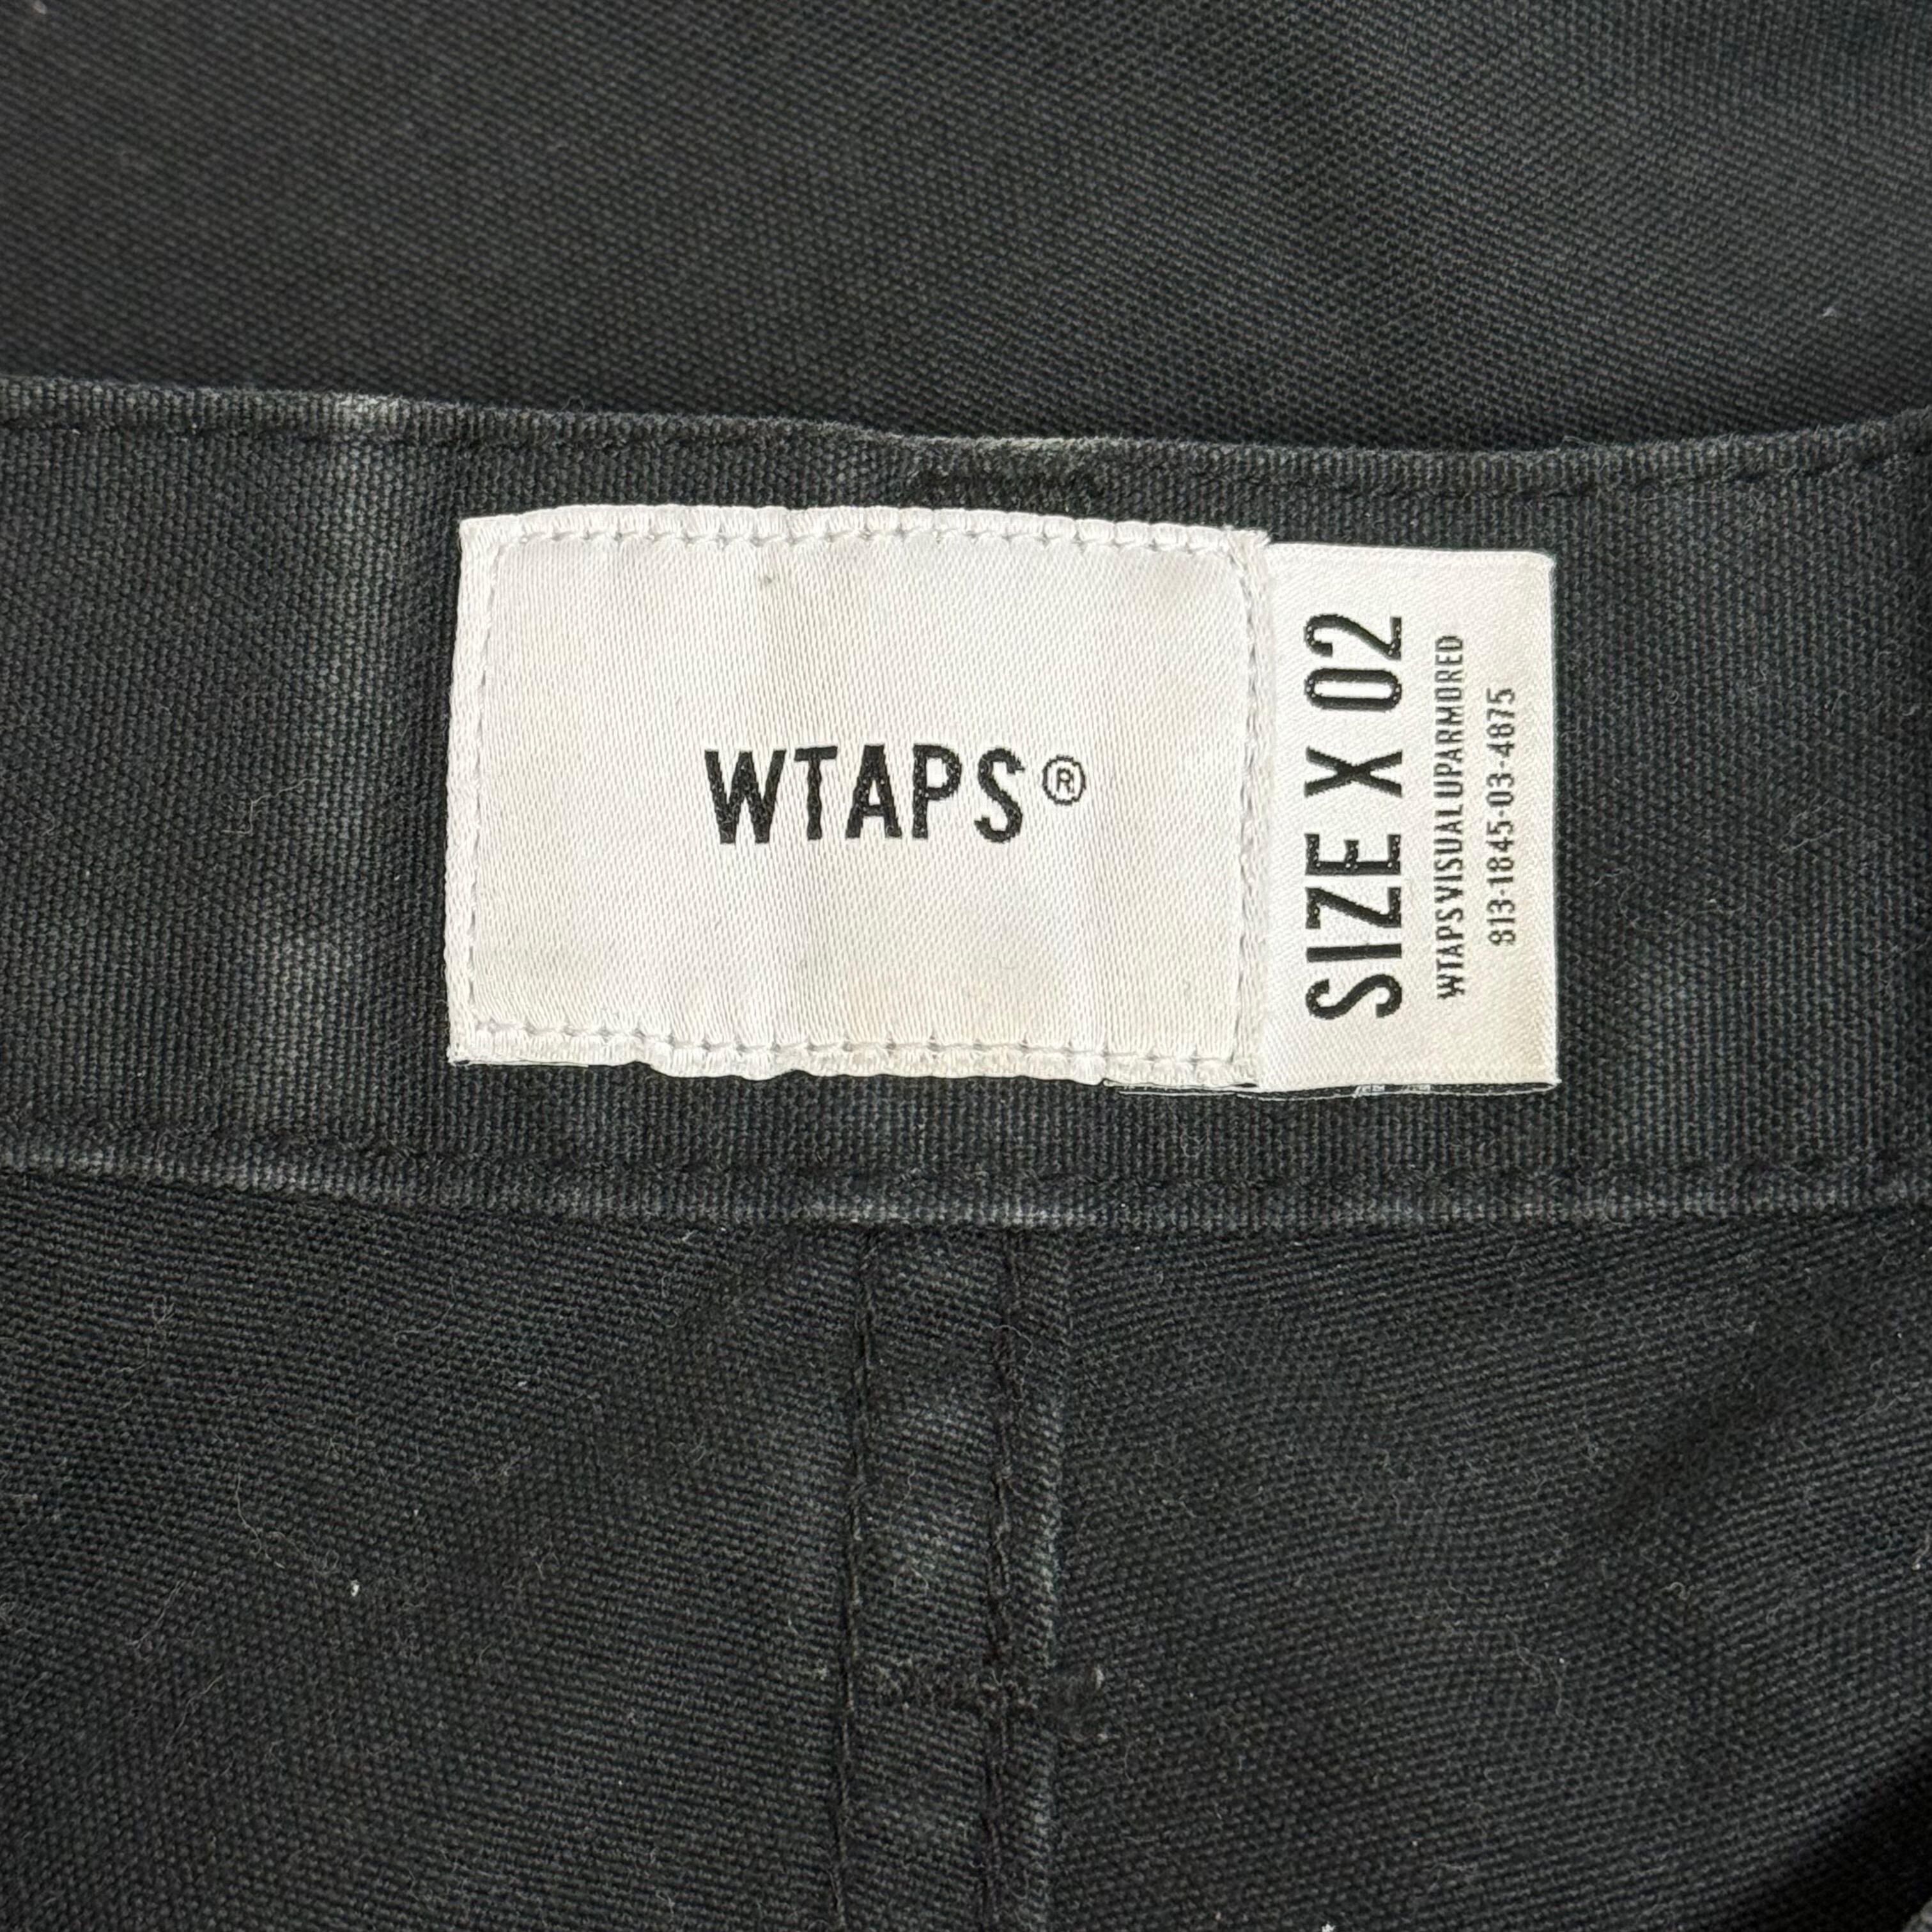 WTAPS®
SIZE X 02
WTAPSVISUALUPARMORED
813-1845-03-4875